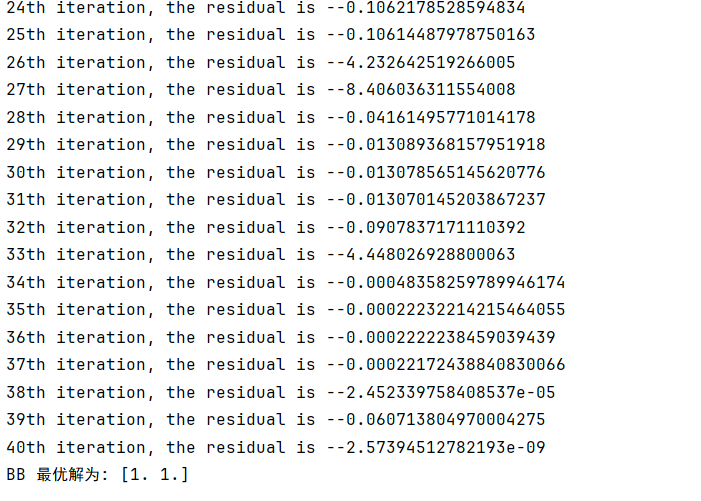 24th iteration, the residual is --0.1062178528594834
25th iteration, the residual is --0.10614487978750163
26th iteration, the residual is --4.232642519266005
27th iteration, the residual is --8.406036311554008
28th iteration, the residual is --0.04161495771014178
29th iteration, the residual is --0.013089368157951918
30th iteration, the residual is --0.013078565145620776
31th iteration, the residual is --0.013070145203867237
32th iteration, the residual is --0.0907837171110392
33th iteration, the residual is --4.448026928800063
34th iteration, the residual is --0.00048358259789946174
35th iteration, the residual is --0.00022232214215464055
36th iteration, the residual is --0.0002222238459039439
37th iteration, the residual is --0.00022172438840830066
38th iteration, the residual is --2.452339758408537e-05
39th iteration, the residual is --0.060713804970004275
40th iteration, the residual is --2.57394512782193e-09
BB 最优解为: [1. 1.]